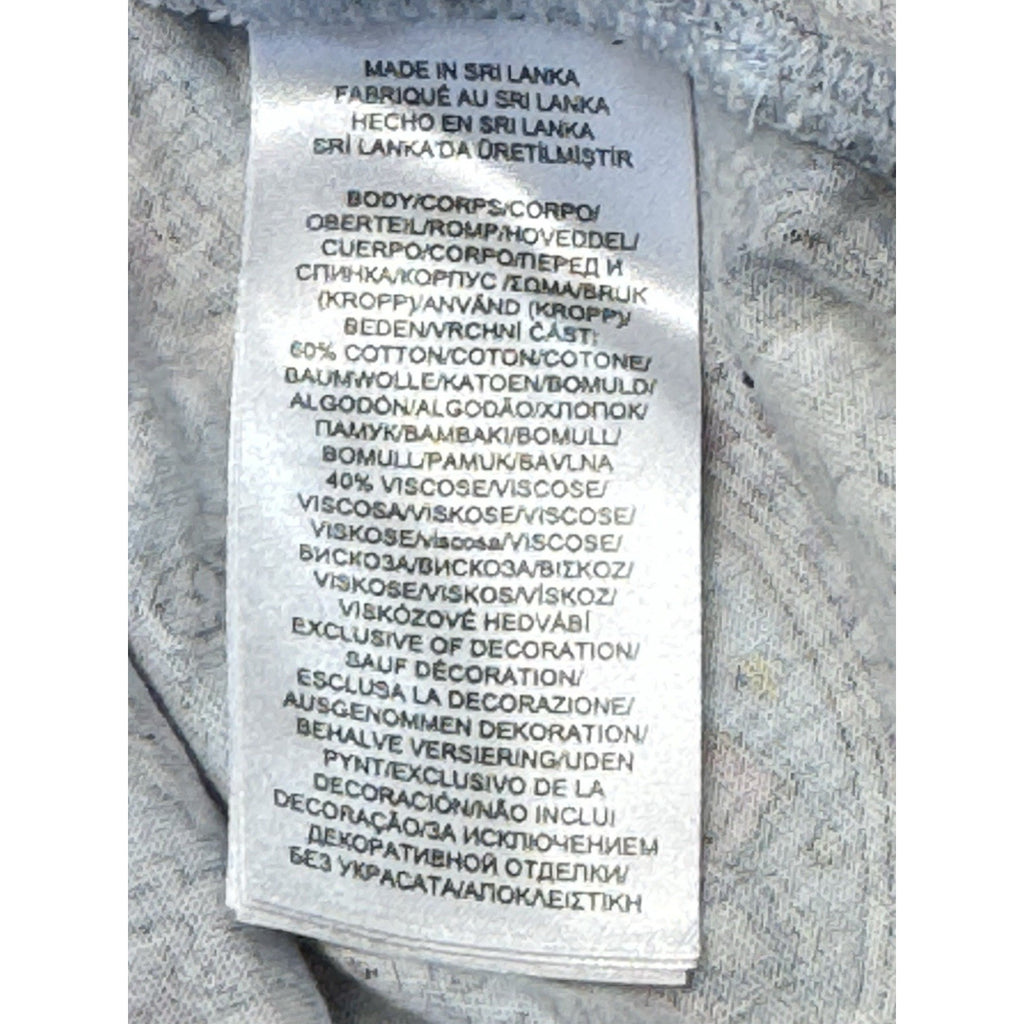 MADE IN SRI LANKA
FABRIQUÉ AU SRI LANKA
HECHO EN SRI LANKA
SRİ LANKA'DA ÜRETİLMİŞTİR
BODY/CORPS/CORPO/
OBERTEIL/ROMP/HOVEDDEL/
CUERPO/CORPO/ПЕРЕД И
СПИНКА/КОРПУС /ΣΩΜΑ/BRUK
(KROPP)/ANVÄND (KROPP)/
BEDEN/VRCHNÍ ČÁST:
60% COTTON/COTON/COTONE/
BAUMWOLLE/KATOEN/BOMULD/
ALGODÓN/ALGODÃO/ХЛОПОК/
ПАМУК/ΒΑΜΒΑΚΙ/BOMULL/
BOMULL/PAMUK/BAVLNA
40% VISCOSE/VISCOSE/
VISCOSA/VISKOSE/VISCOSE/
VISKOSE/viscosa/VISCOSE/
ВИСКОЗА/ВИСКОЗА/ΒΙΣΚΟΖ/
VISKOSE/VISKOS/VİSKOZ/
VISKÓZOVÉ HEDVÁBÍ
EXCLUSIVE OF DECORATION/
SAUF DÉCORATION/
ESCLUSA LA DECORAZIONE/
AUSGENOMMEN DEKORATION/
BEHALVE VERSIERING/UDEN
PYNT/EXCLUSIVO DE LA
DECORACIÓN/NÃO INCLUI
DECORAÇÃO/ЗА ИСКЛЮЧЕНИЕМ
ДЕКОРАТИВНОЙ ОТДЕЛКИ/
БЕЗ УКРАСАТА/ΑΠΟΚΛΕΙΣΤΙΚΗ